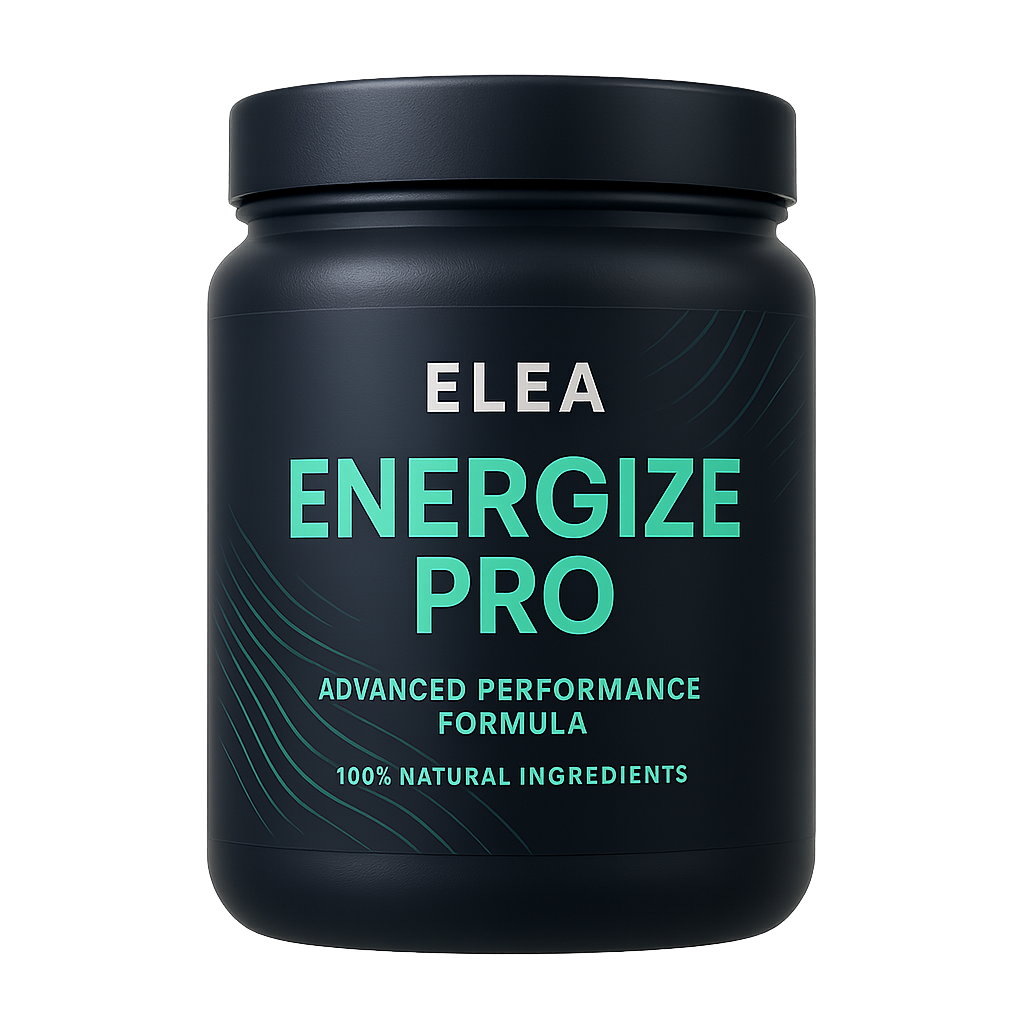 ELEA
ENERGIZE
PRO
ADVANCED PERFORMANCE
FORMULA
100% NATURAL INGREDIENTS